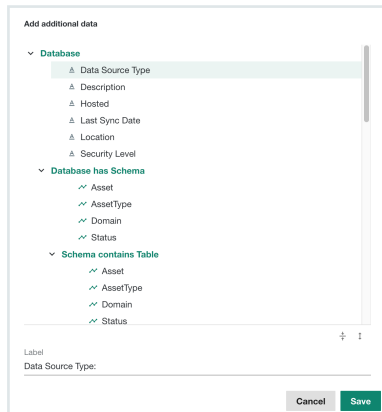 Add additional data
Database
Data Source Type
Description
Hosted
Last Sync Date
Location
Security Level
Database has Schema
Asset
AssetType
Domain
Status
Schema contains Table
Asset
AssetType
Domain
Status
Label
Data Source Type:
Cancel Save